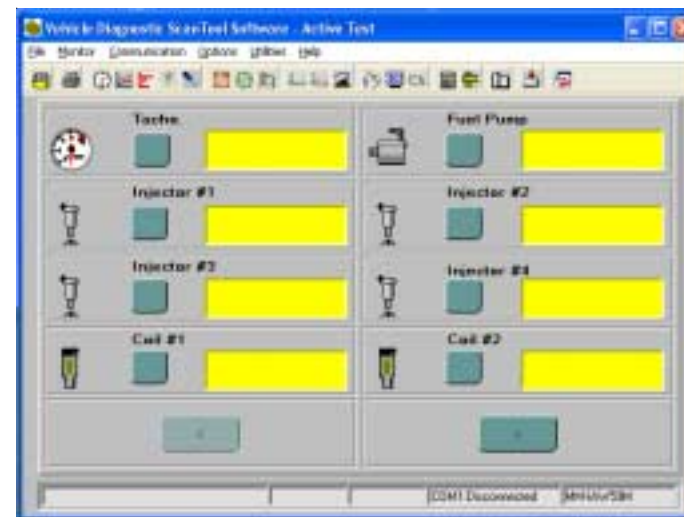 Vehicle Diagnostic ScanTool Software - Active Test
File Monitor Communication Options Utilities Help
Tacho. Fuel Pump
Injector #1 Injector #2
Injector #3 Injector #4
Coil #1 Coil #2
COM1 Disconnected